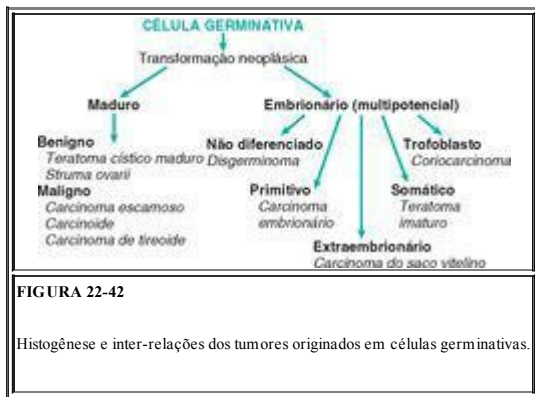 CÉLULA GERMINATIVA
Transformação neoplásica
Maduro
Embrionário (multipotencial)
Benigno
Teratoma cístico maduro
Struma ovarii
Maligno
Carcinoma escamoso
Carcinoide
Carcinoma de tireoide
Não diferenciado
Disgerminoma
Primitivo
Carcinoma
embrionário
Extraembrionário
Carcinoma do saco vitelino
Somático
Teratoma
imaturo
Trofoblasto
Coriocarcinoma
FIGURA 22-42
Histogênese e inter-relações dos tumores originados em células germinativas.